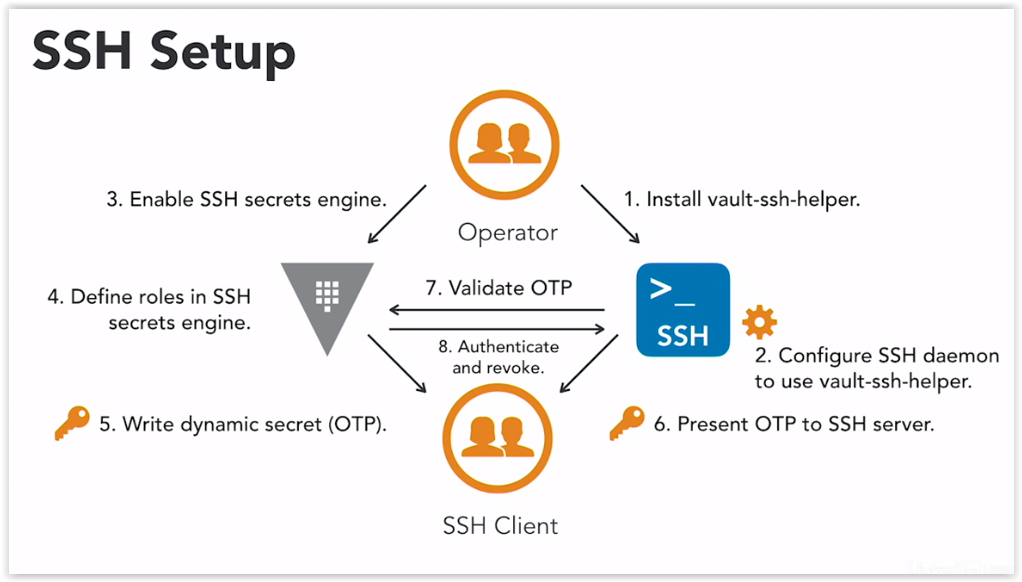 SSH Setup
3. Enable SSH secrets engine.
1. Install vault-ssh-helper.
Operator
4. Define roles in SSH
secrets engine.
7. Validate OTP
>_
SSH
8. Authenticate
and revoke.
2. Configure SSH daemon
to use vault-ssh-helper.
5. Write dynamic secret (OTP).
6. Present OTP to SSH server.
SSH Client